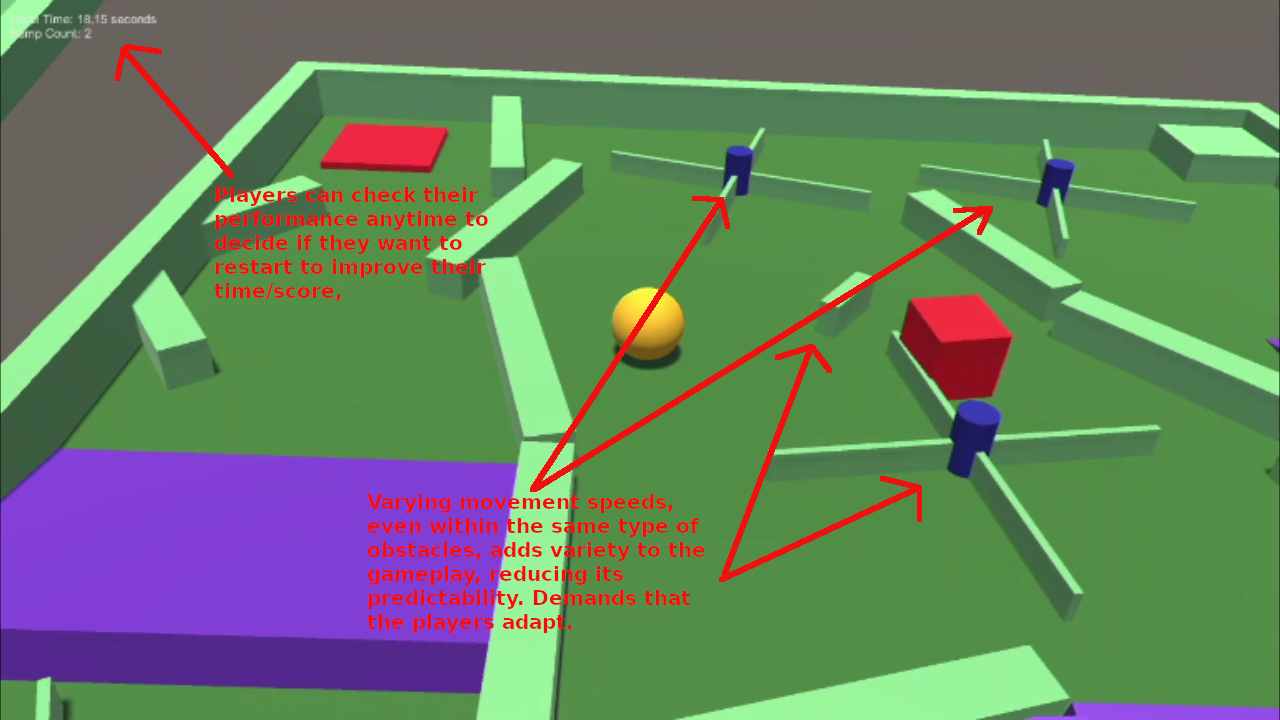 Level Time: 18,15 seconds
Bump Count: 2
Players can check their
performance anytime to
decide if they want to
restart to improve their
time/score,
Varying movement speeds,
even within the same type of
obstacles, adds variety to the
gameplay, reducing its
predictability. Demands that
the players adapt.